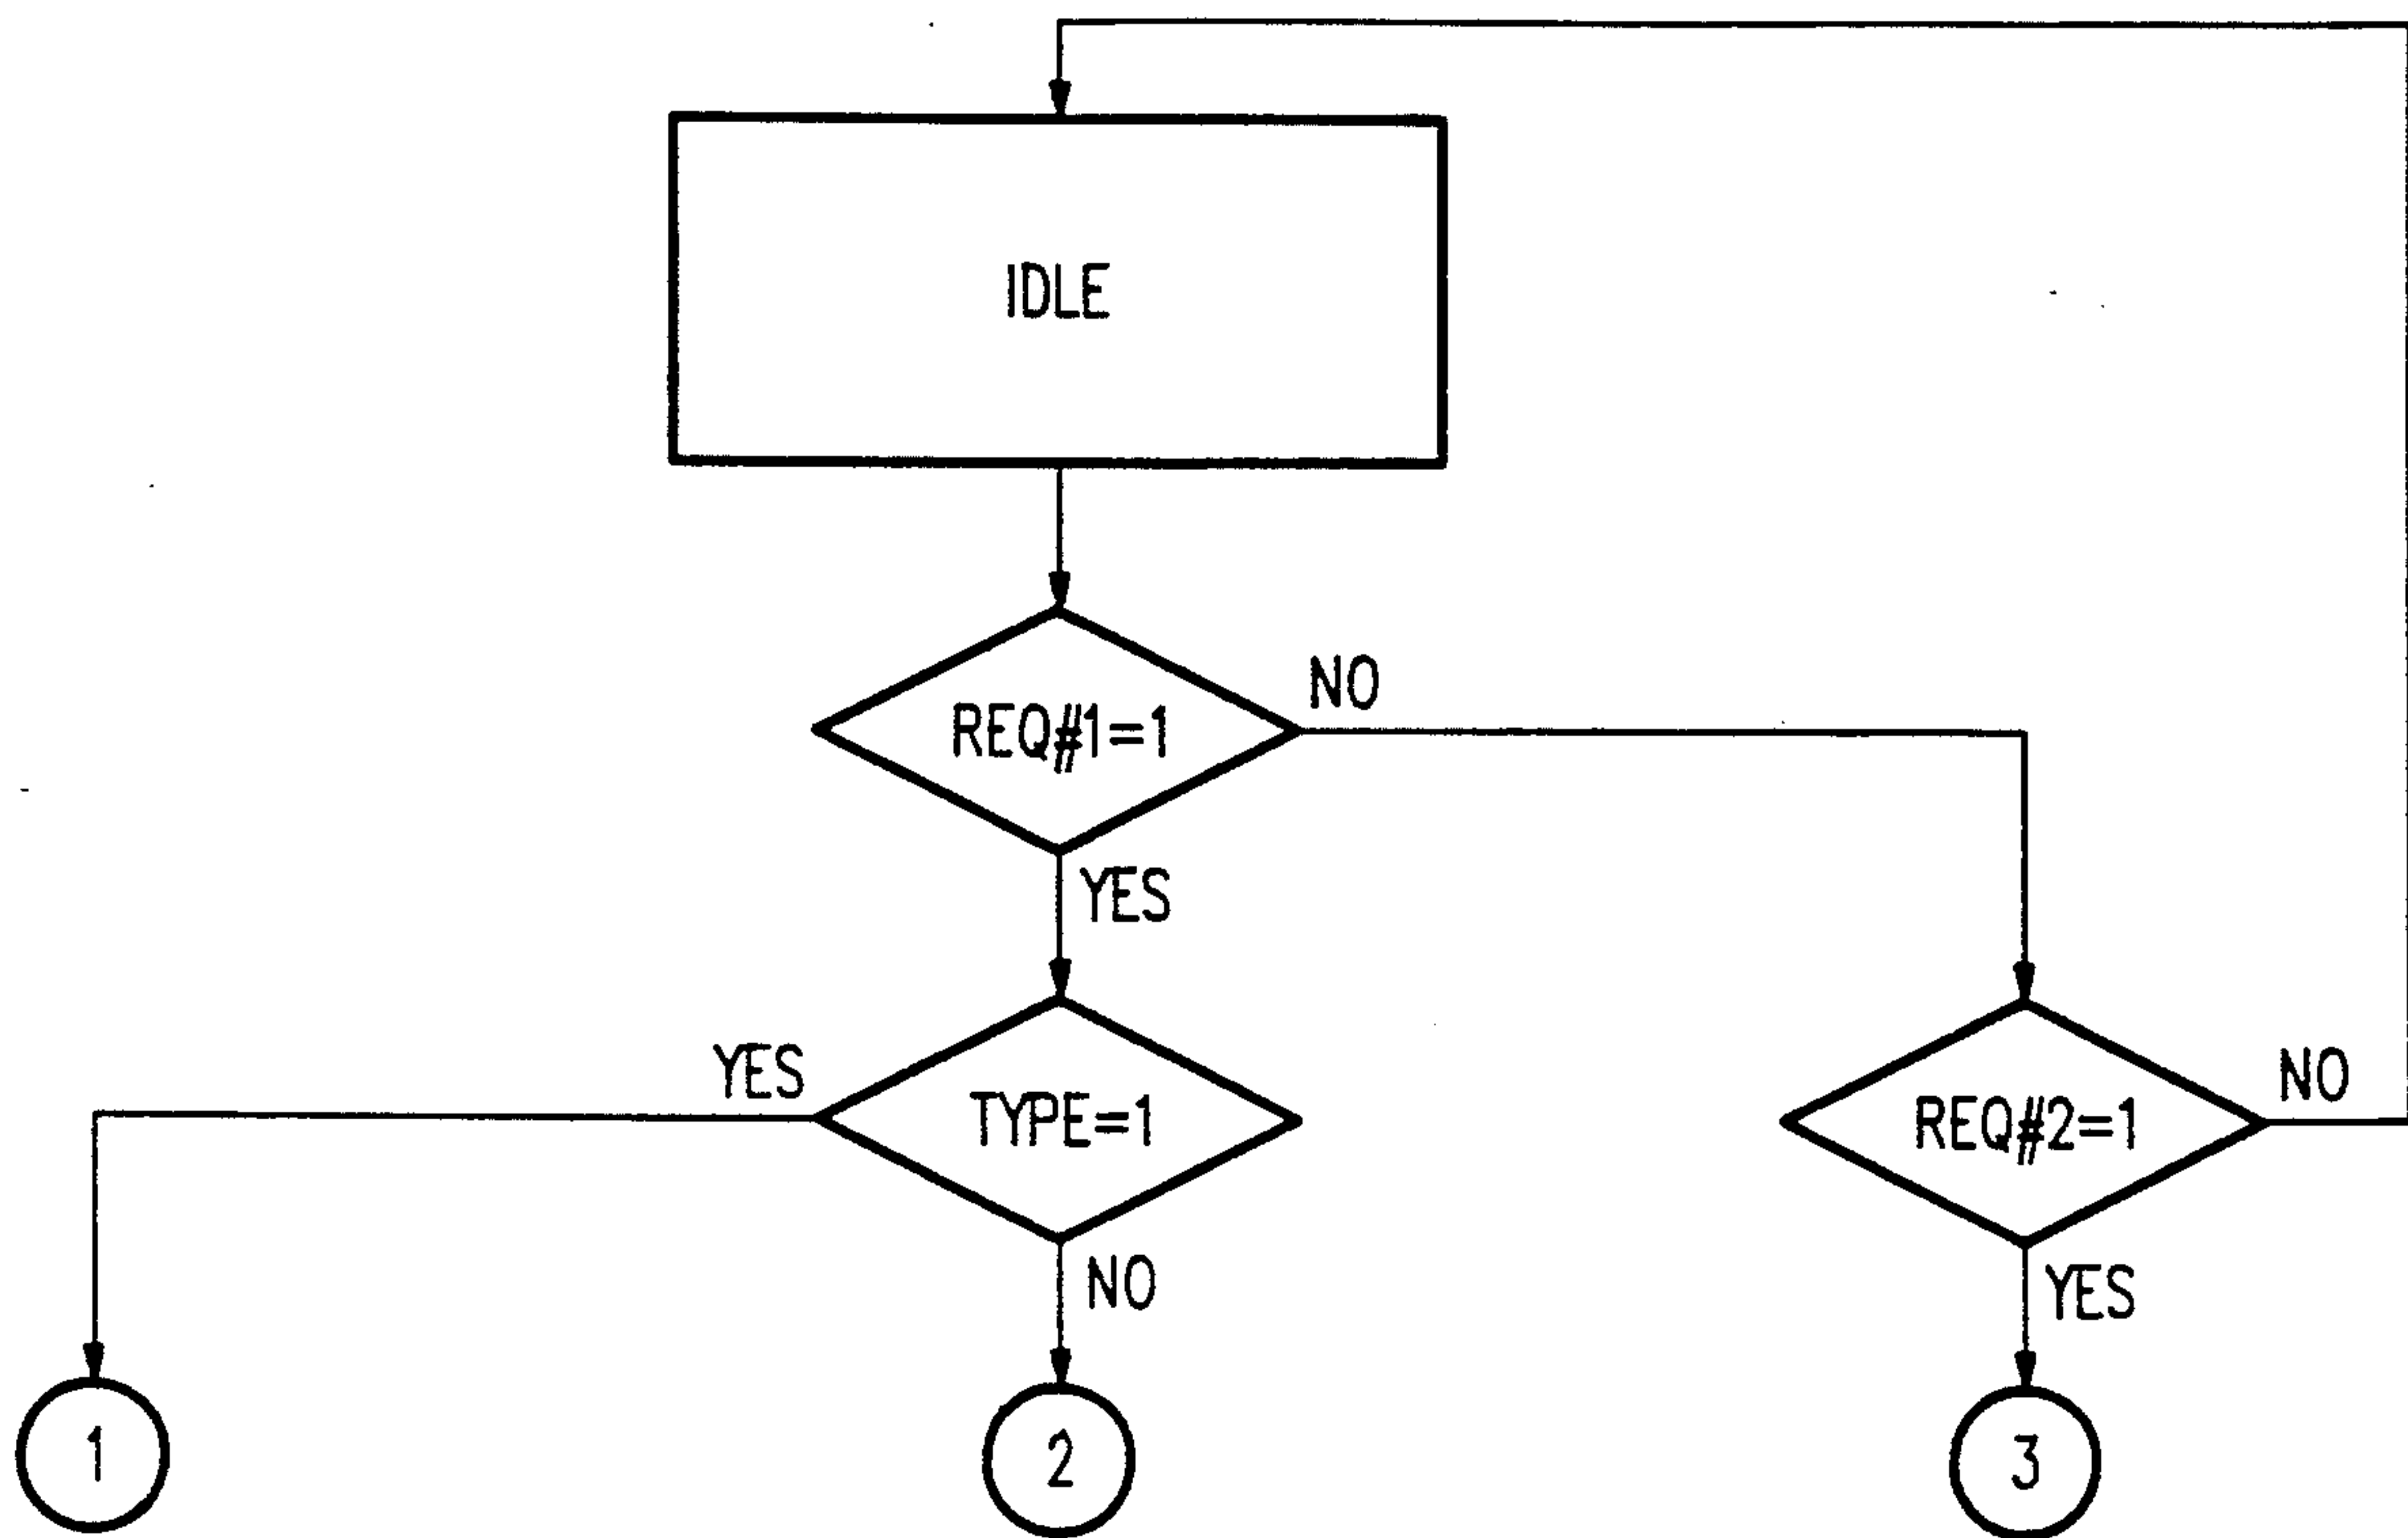 IDLE
REQ#1=1
NO
YES
YES
TYPE=1
NO
REQ#2=1
NO
YES
1
2
3